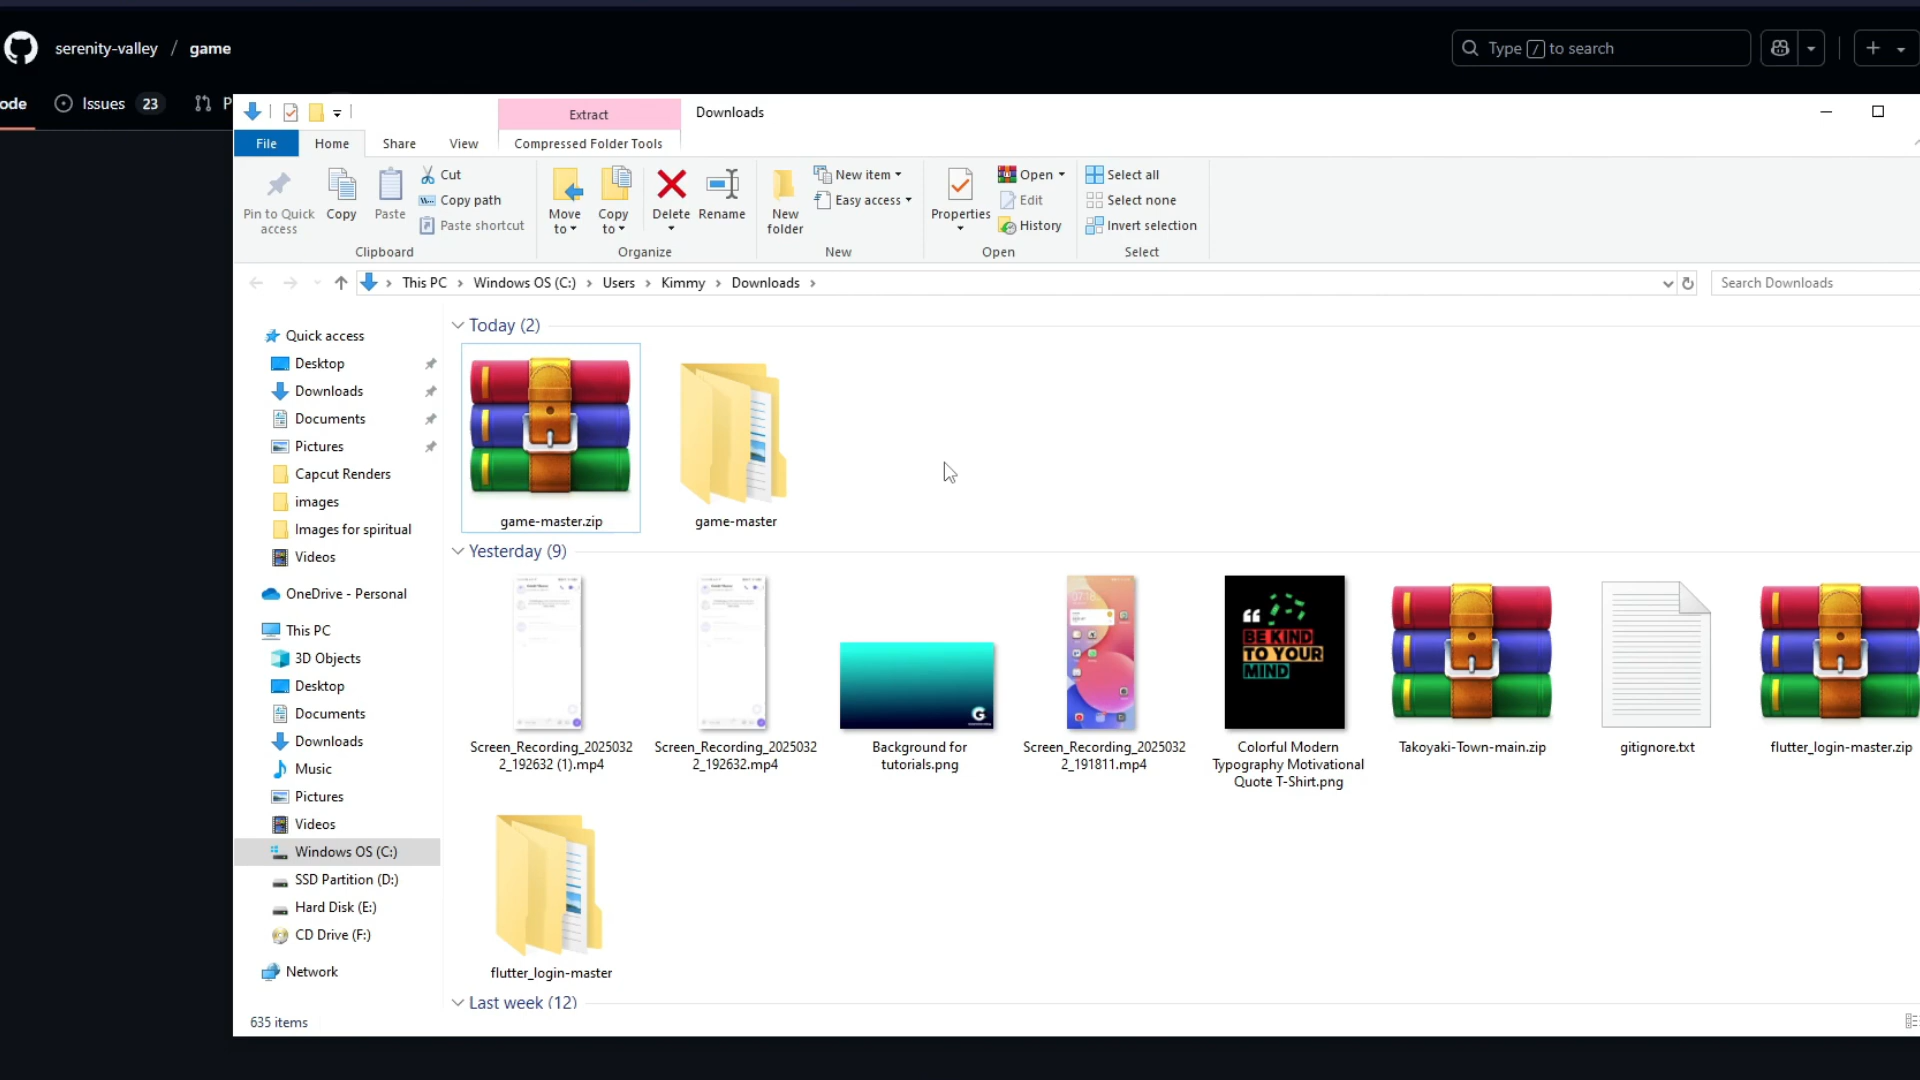 serenity-valley / game
Type / to search
ode
Issues 23
P
Extract
Downloads
File
Home
Share
View
Compressed Folder Tools
Pin to Quick access
Copy
Paste
Cut
Copy path
Paste shortcut
Move to
Copy to
Delete
Rename
New folder
New item
Easy access
Properties
Open
Edit
History
Select all
Select none
Invert selection
Clipboard
Organize
New
Open
Select
This PC > Windows OS (C:) > Users > Kimmy > Downloads >
Search Downloads
Quick access
Desktop
Downloads
Documents
Pictures
Capcut Renders
images
Images for spiritual
Videos
OneDrive - Personal
This PC
3D Objects
Desktop
Documents
Downloads
Music
Pictures
Videos
Windows OS (C:)
SSD Partition (D:)
Hard Disk (E:)
CD Drive (F:)
Network
Today (2)
game-master.zip
game-master
Yesterday (9)
07:18
G
“ BE KIND
TO YOUR
MIND
Screen_Recording_2025032
2_192632 (1).mp4
Screen_Recording_2025032
2_192632.mp4
Background for
tutorials.png
Screen_Recording_2025032
2_191811.mp4
Colorful Modern
Typography Motivational
Quote T-Shirt.png
Takoyaki-Town-main.zip
gitignore.txt
flutter_login-master.zip
flutter_login-master
Last week (12)
635 items